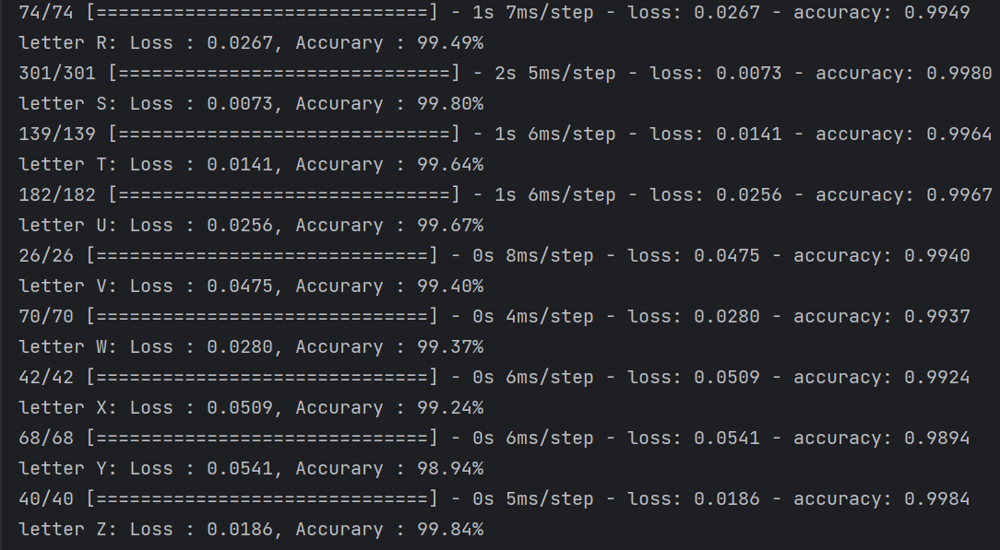 74/74 [==============================] - 1s 7ms/step - loss: 0.0267 - accuracy: 0.9949
letter R: Loss : 0.0267, Accurary : 99.49%
301/301 [==============================] - 2s 5ms/step - loss: 0.0073 - accuracy: 0.9980
letter S: Loss : 0.0073, Accurary : 99.80%
139/139 [==============================] - 1s 6ms/step - loss: 0.0141 - accuracy: 0.9964
letter T: Loss : 0.0141, Accurary : 99.64%
182/182 [==============================] - 1s 6ms/step - loss: 0.0256 - accuracy: 0.9967
letter U: Loss : 0.0256, Accurary : 99.67%
26/26 [==============================] - 0s 8ms/step - loss: 0.0475 - accuracy: 0.9940
letter V: Loss : 0.0475, Accurary : 99.40%
70/70 [==============================] - 0s 4ms/step - loss: 0.0280 - accuracy: 0.9937
letter W: Loss : 0.0280, Accurary : 99.37%
42/42 [==============================] - 0s 6ms/step - loss: 0.0509 - accuracy: 0.9924
letter X: Loss : 0.0509, Accurary : 99.24%
68/68 [==============================] - 0s 6ms/step - loss: 0.0541 - accuracy: 0.9894
letter Y: Loss : 0.0541, Accurary : 98.94%
40/40 [==============================] - 0s 5ms/step - loss: 0.0186 - accuracy: 0.9984
letter Z: Loss : 0.0186, Accurary : 99.84%